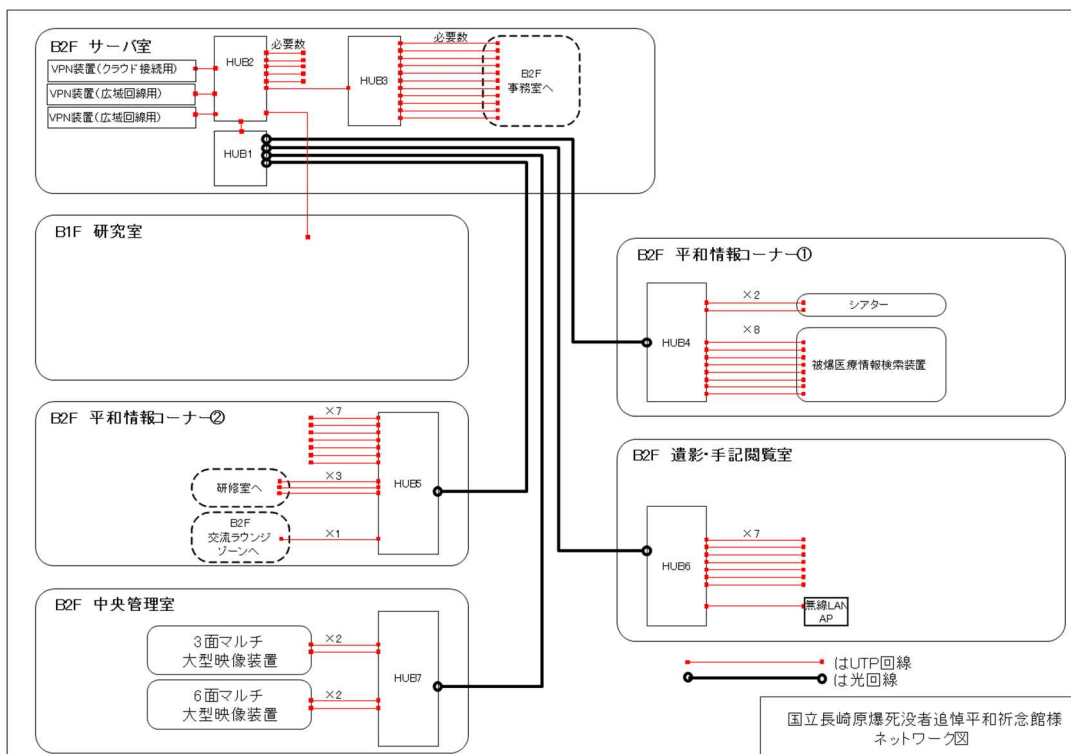 B2F サーバ室
VPN装置(クラウド接続用)
VPN装置(広域回線用)
VPN装置(広域回線用)
HUB2
必要数
HUB3
必要数
B2F
事務室へ
HUB1
B1F 研究室
B2F 平和情報コーナー①
HUB4
×2
シアター
×8
被爆医療情報検索装置
B2F 平和情報コーナー②
×7
研修室へ
×3
HUB5
B2F
交流ラウンジ
ゾーンへ
×1
B2F 遺影・手記閲覧室
HUB6
×7
無線LAN
AP
B2F 中央管理室
3面マルチ
大型映像装置
×2
6面マルチ
大型映像装置
×2
HUB7
はUTP回線
は光回線
国立長崎原爆死没者追悼平和祈念館様
ネットワーク図